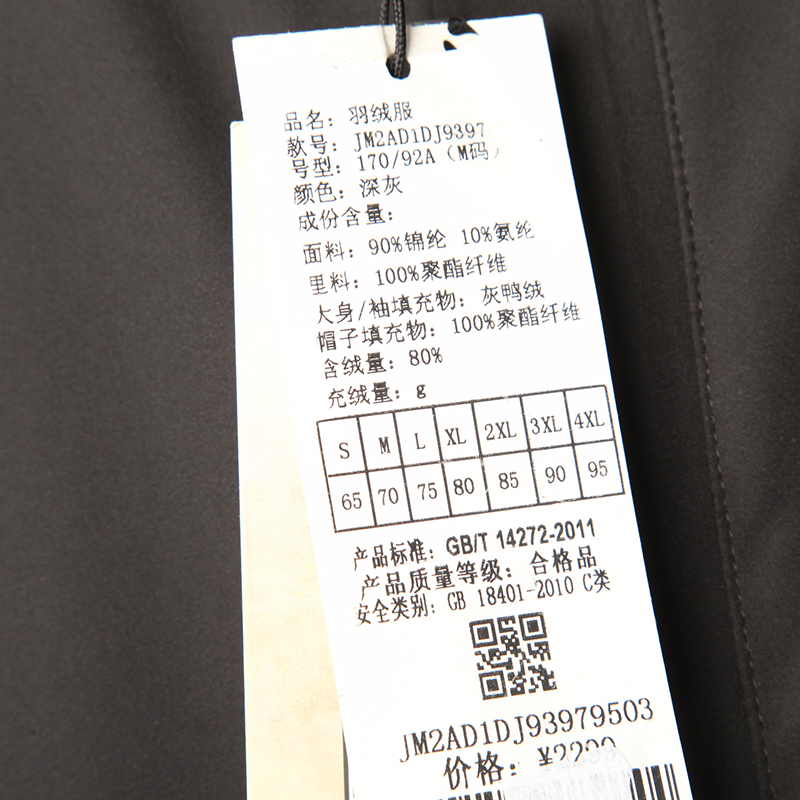 品名：羽绒服
款号：JM2AD1DJ9397
号型：170/92A（M码）
颜色：深灰
成份含量：
面料：90%锦纶 10%氨纶
里料：100%聚酯纤维
大身/袖填充物：灰鸭绒
帽子填充物：100%聚酯纤维
含绒量：80%
充绒量：g
S M L XL 2XL 3XL 4XL
65 70 75 80 85 90 95
产品标准：GB/T 14272-2011
产品质量等级：合格品
安全类别：GB 18401-2010 C类
JM2AD1DJ93979503
价格：